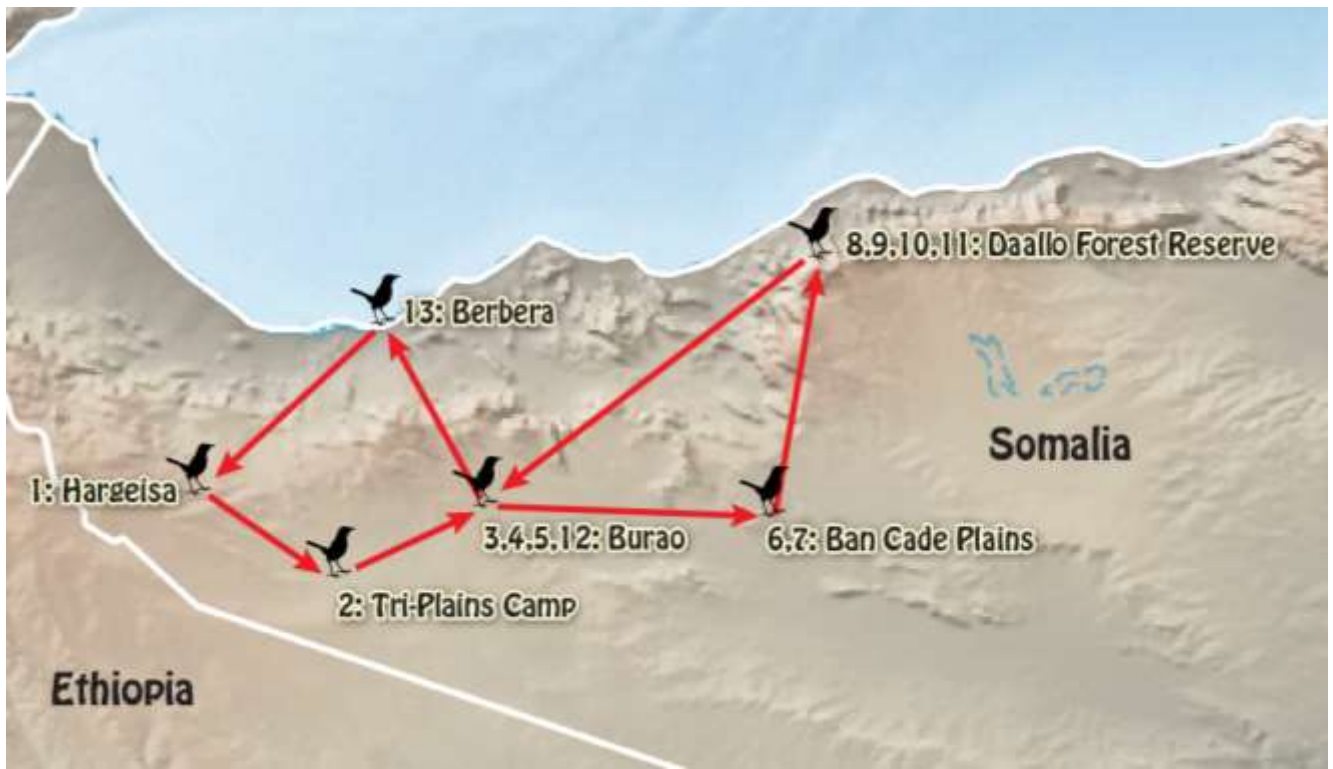 8,9,10,11: Daallo Forest Reserve
13: Berbera
Somalia
1: Hargeisa
3,4,5,12: Burao
6,7: Ban Cade Plains
2: Tri-Plains Camp
Ethiopia